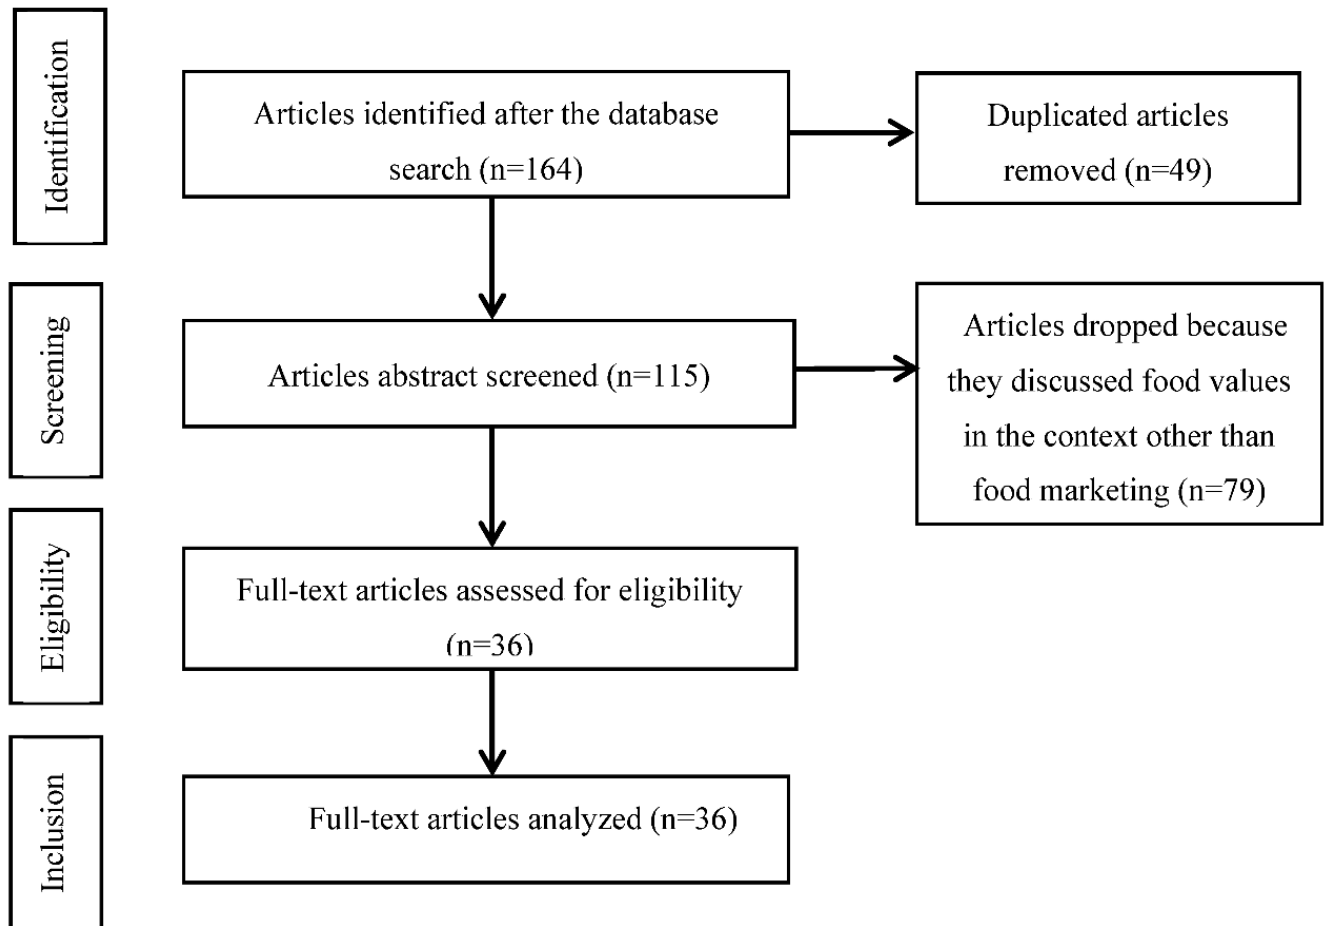 Identification
Articles identified after the database
search (n=164)
Duplicated articles
removed (n=49)
Screening
Articles abstract screened (n=115)
Articles dropped because
they discussed food values
in the context other than
food marketing (n=79)
Eligibility
Full-text articles assessed for eligibility
(n=36)
Inclusion
Full-text articles analyzed (n=36)